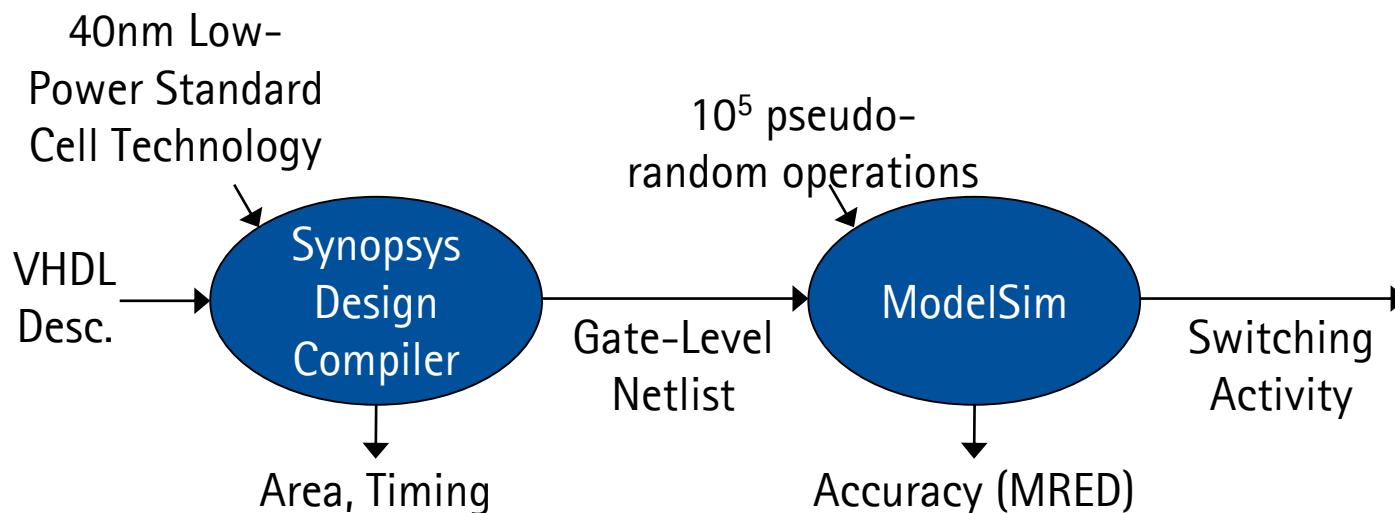 40nm Low-
Power Standard
Cell Technology
10⁵ pseudo-
random operations
VHDL
Desc.
Synopsys
Design
Compiler
Gate-Level
Netlist
ModelSim
Switching
Activity
Area, Timing
Accuracy (MRED)